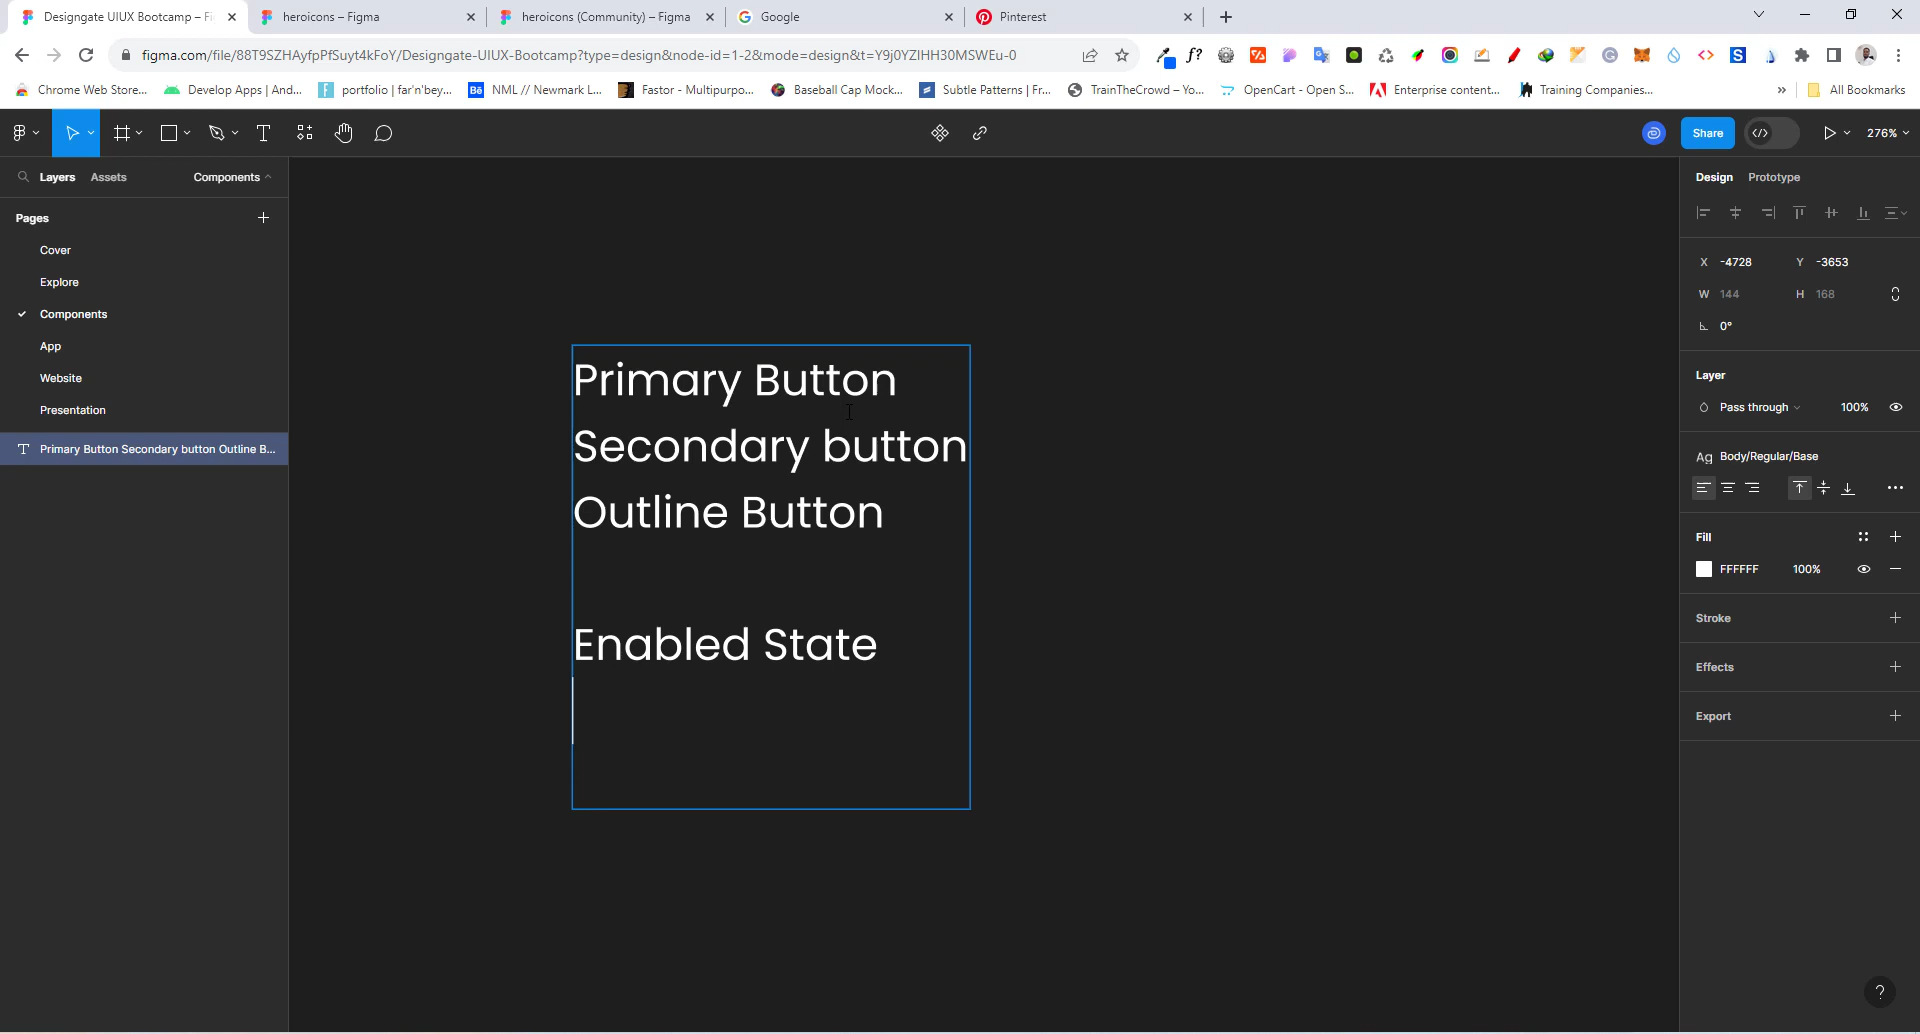 Designgate UIUX Bootcamp – Fi
heroicons – Figma
heroicons (Community) – Figma
Google
Pinterest
figma.com/file/88T9SZHAyfpPfSuyt4kFoY/Designgate-UIUX-Bootcamp?type=design&node-id=1-2&mode=design&t=Y9j0YZIHH30MSWEu-0
Chrome Web Store...
Develop Apps | And...
portfolio | far'n'bey...
NML // Newmark L...
Fastor - Multipurpo...
Baseball Cap Mock...
Subtle Patterns | Fr...
TrainTheCrowd – Yo...
OpenCart - Open S...
Enterprise content...
Training Companies...
»
All Bookmarks
Share
276%
Layers
Assets
Components
Design
Prototype
Pages
Cover
Explore
Components
App
Website
Presentation
Primary Button Secondary button Outline B...
Primary Button
Secondary button
Outline Button
Enabled State
X -4728
Y -3653
W 144
H 168
0°
Layer
Pass through
100%
Ag Body/Regular/Base
Fill
FFFFFF
100%
Stroke
Effects
Export
?